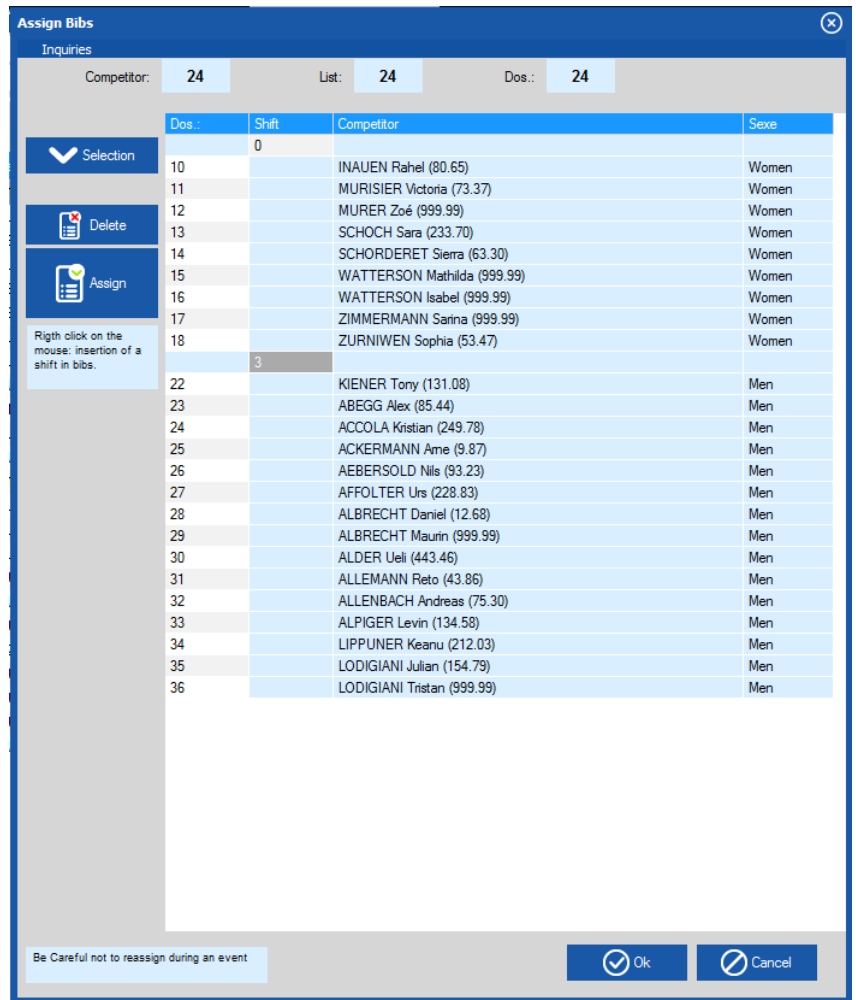 Assign Bibs
Inquiries
Competitor: 24 List: 24 Dos.: 24
Dos.: Shift Competitor Sexe
0
Selection
10 INAUEN Rahel (80.65) Women
11 MURISIER Victoria (73.37) Women
12 MURER Zoé (999.99) Women
13 SCHOCH Sara (233.70) Women
Delete
14 SCHORDERET Sierra (63.30) Women
15 WATTERSON Mathilda (999.99) Women
Assign
16 WATTERSON Isabel (999.99) Women
17 ZIMMERMANN Sarina (999.99) Women
18 ZURNIWEN Sophia (53.47) Women
Rigth click on the
mouse: insertion of a
shift in bibs.
3
22 KIENER Tony (131.08) Men
23 ABEGG Alex (85.44) Men
24 ACCOLA Kristian (249.78) Men
25 ACKERMANN Arne (9.87) Men
26 AEBERSOLD Nils (93.23) Men
27 AFFOLTER Urs (228.83) Men
28 ALBRECHT Daniel (12.68) Men
29 ALBRECHT Maurin (999.99) Men
30 ALDER Ueli (443.46) Men
31 ALLEMANN Reto (43.86) Men
32 ALLENBACH Andreas (75.30) Men
33 ALPIGER Levin (134.58) Men
34 LIPPUNER Keanu (212.03) Men
35 LODIGIANI Julian (154.79) Men
36 LODIGIANI Tristan (999.99) Men
Be Careful not to reassign during an event
Ok
Cancel